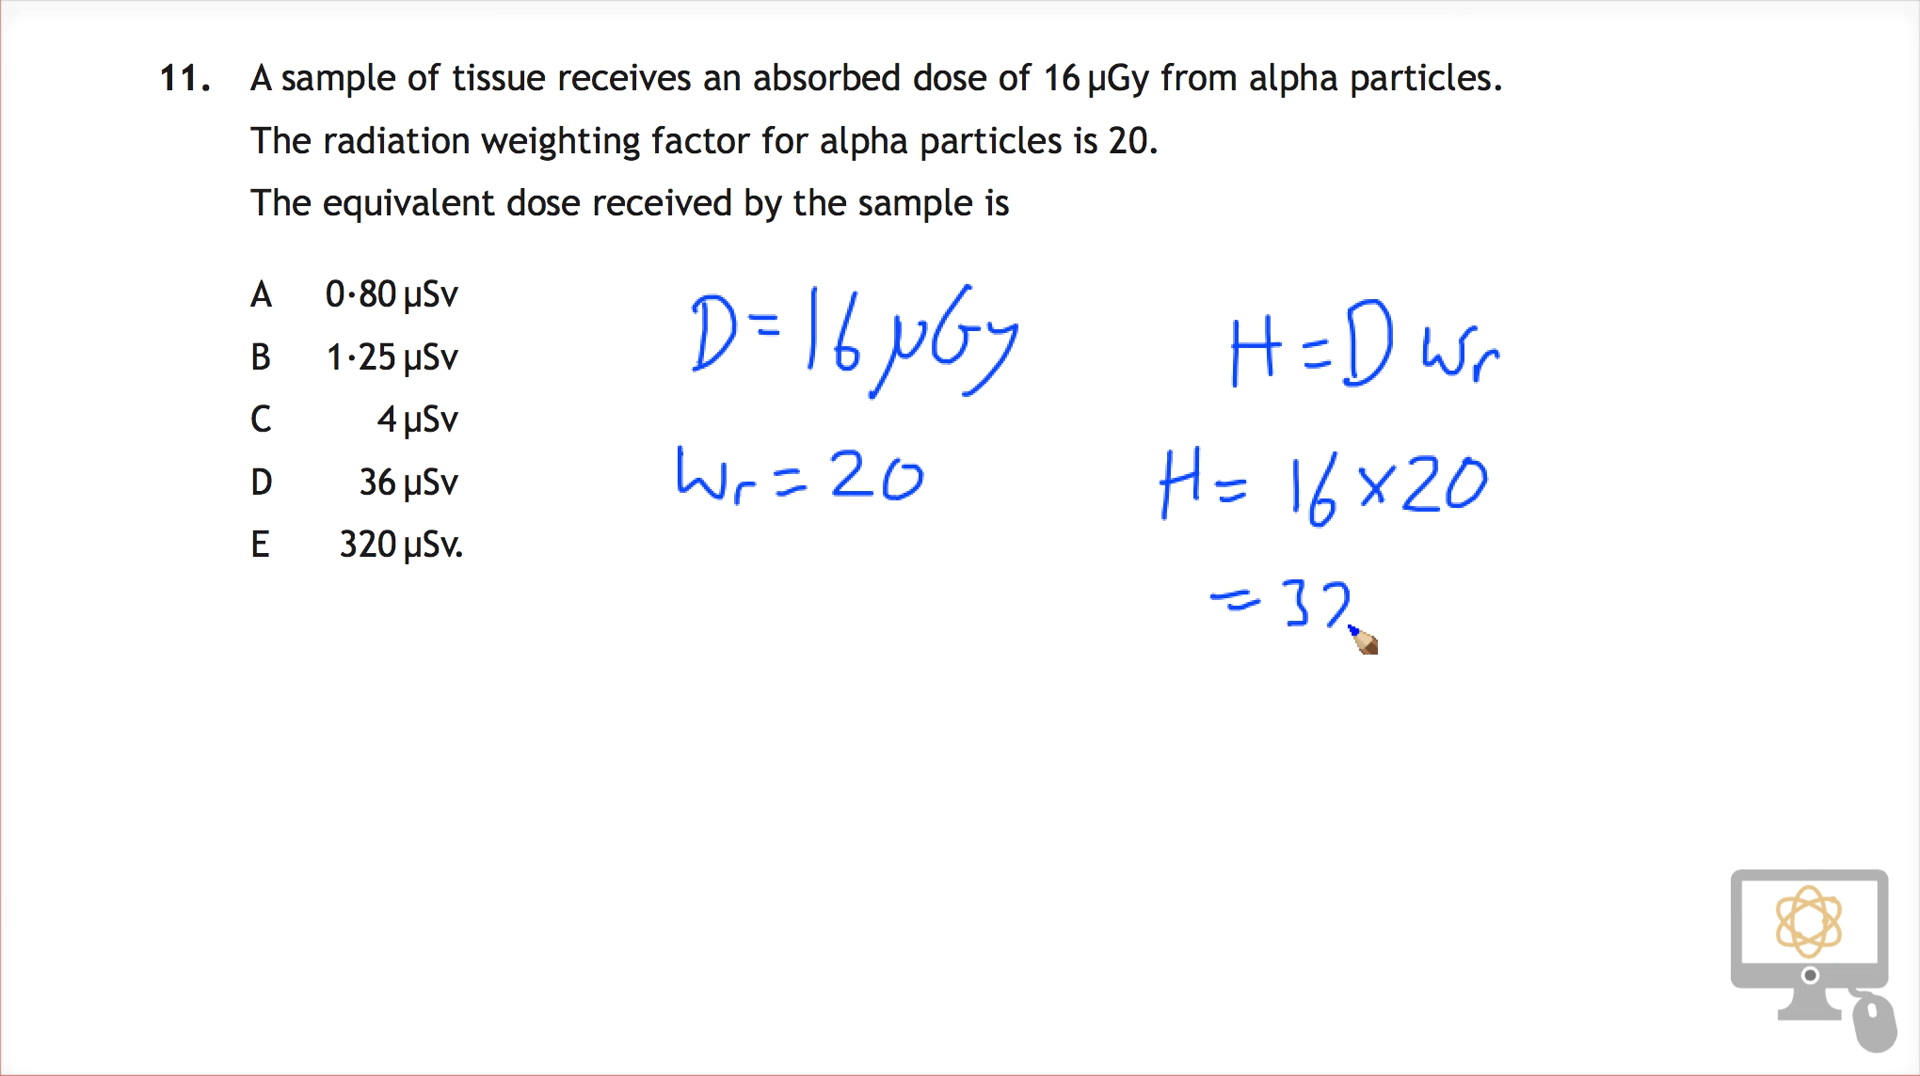 11. A sample of tissue receives an absorbed dose of 16 µGy from alpha particles.
The radiation weighting factor for alpha particles is 20.
The equivalent dose received by the sample is
A 0·80 µSv
B 1·25 µSv
C 4 µSv
D 36 µSv
E 320 µSv.
D = 16 µGy
Wr = 20
H = D Wr
H = 16 × 20
= 32